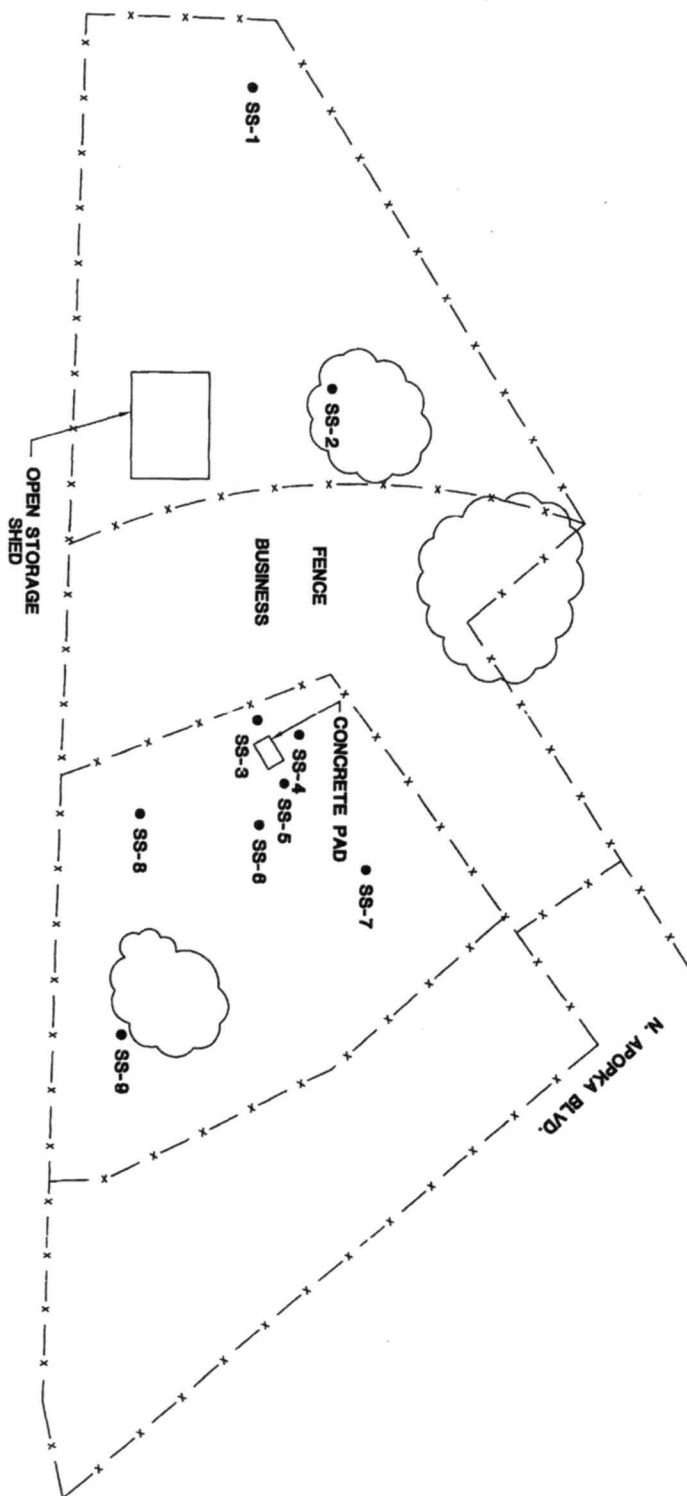 SS-1
SS-2
OPEN STORAGE
SHED
FENCE
BUSINESS
CONCRETE PAD
SS-3
SS-4
SS-5
SS-6
SS-7
SS-8
SS-9
N. APOPKA BLVD.